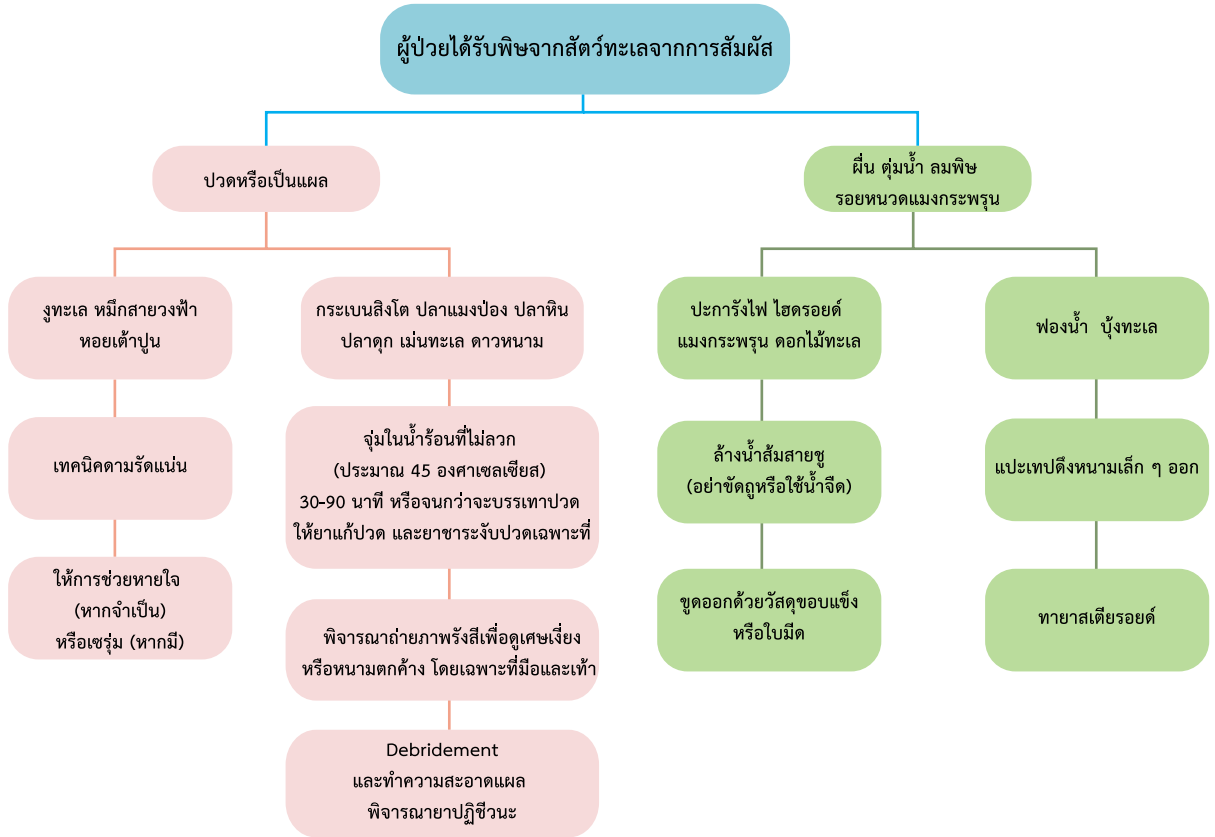 ผู้ป่วยได้รับพิษจากสัตว์ทะเลจากการสัมผัส
ปวดหรือเป็นแผล
ผื่น ตุ่มน้ำ ลมพิษ
รอยหนวดแมงกระพรุน
งูทะเล หมึกสายวงฟ้า
หอยเต้าปูน
กระเบนสิงโต ปลาแมงป่อง ปลาหิน
ปลาดุก เม่นทะเล ดาวหนาม
ปะการังไฟ ไฮดรอยด์
แมงกระพรุน ดอกไม้ทะเล
ฟองน้ำ บุ้งทะเล
เทคนิคดามรัดแน่น
จุ่มในน้ำร้อนที่ไม่ลวก
(ประมาณ 45 องศาเซลเซียส)
30-90 นาที หรือจนกว่าจะบรรเทาปวด
ให้ยาแก้ปวด และยาชาระงับปวดเฉพาะที่
ล้างน้ำส้มสายชู
(อย่าขัดถูหรือใช้น้ำจืด)
แปะเทปดึงหนามเล็ก ๆ ออก
ให้การช่วยหายใจ
(หากจำเป็น)
หรือเซรุ่ม (หากมี)
พิจารณาถ่ายภาพรังสีเพื่อดูเศษเงี่ยง
หรือหนามตกค้าง โดยเฉพาะที่มือและเท้า
ขูดออกด้วยวัสดุขอบแข็ง
หรือใบมีด
ทายาสเตียรอยด์
Debridement
และทำความสะอาดแผล
พิจารณายาปฏิชีวนะ